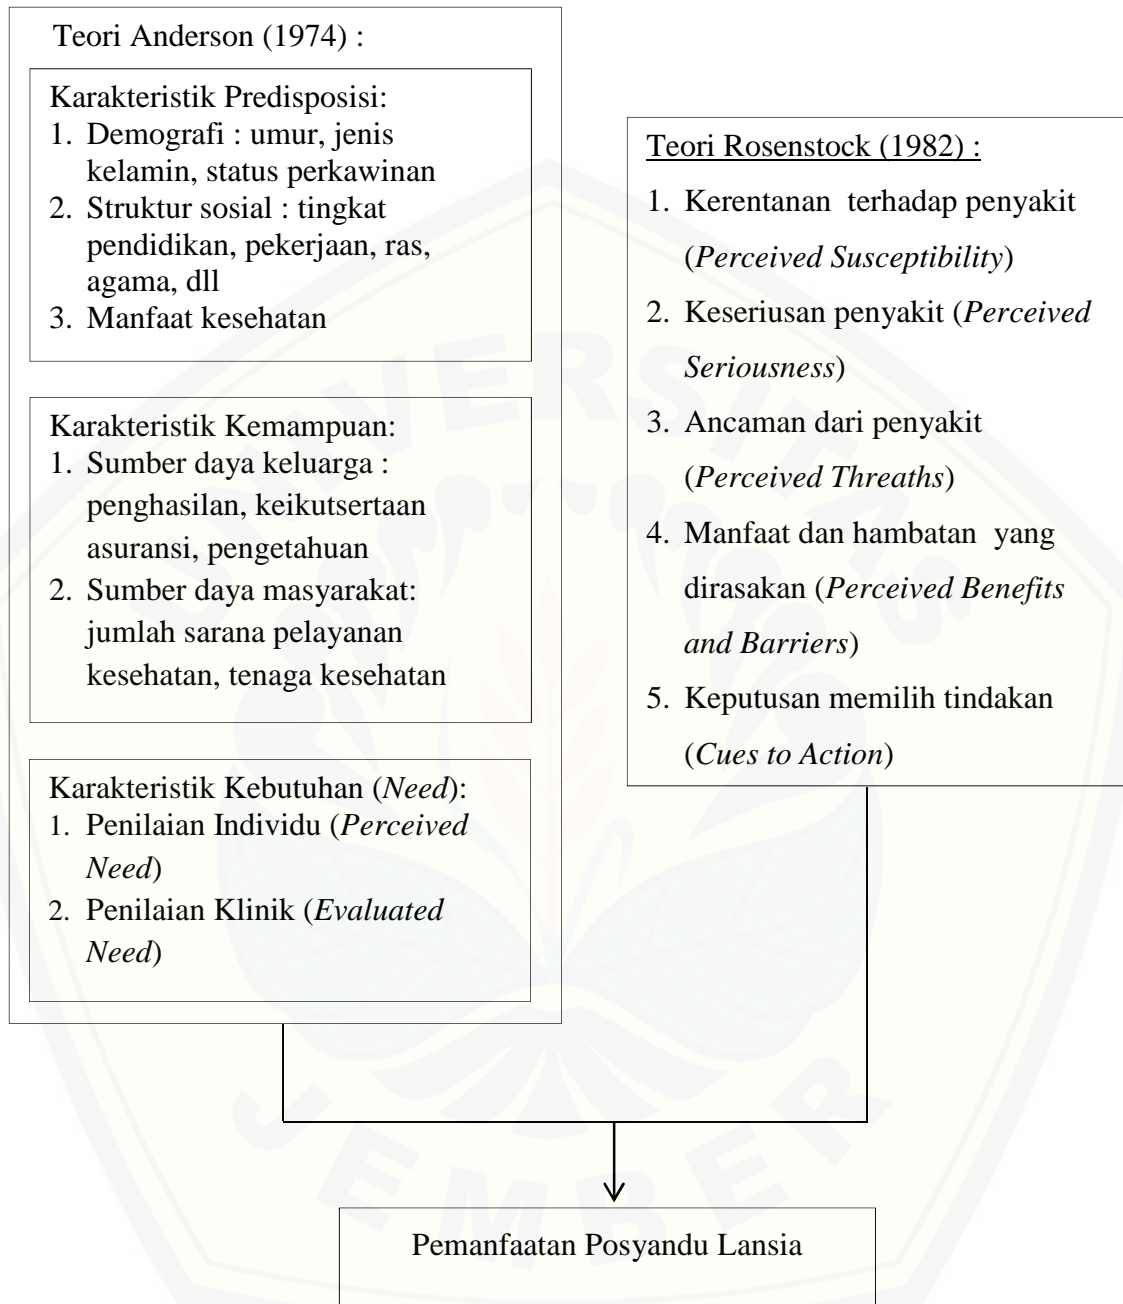 Teori Anderson (1974) :
Karakteristik Predisposisi:
1. Demografi : umur, jenis
kelamin, status perkawinan
2. Struktur sosial : tingkat
pendidikan, pekerjaan, ras,
agama, dll
3. Manfaat kesehatan
Karakteristik Kemampuan:
1. Sumber daya keluarga :
penghasilan, keikutsertaan
asuransi, pengetahuan
2. Sumber daya masyarakat:
jumlah sarana pelayanan
kesehatan, tenaga kesehatan
Karakteristik Kebutuhan (Need):
1. Penilaian Individu (Perceived
Need)
2. Penilaian Klinik (Evaluated
Need)
Teori Rosenstock (1982) :
1. Kerentanan terhadap penyakit
(Perceived Susceptibility)
2. Keseriusan penyakit (Perceived
Seriousness)
3. Ancaman dari penyakit
(Perceived Threaths)
4. Manfaat dan hambatan yang
dirasakan (Perceived Benefits
and Barriers)
5. Keputusan memilih tindakan
(Cues to Action)
Pemanfaatan Posyandu Lansia
UNIVERSITAS
JEMBER